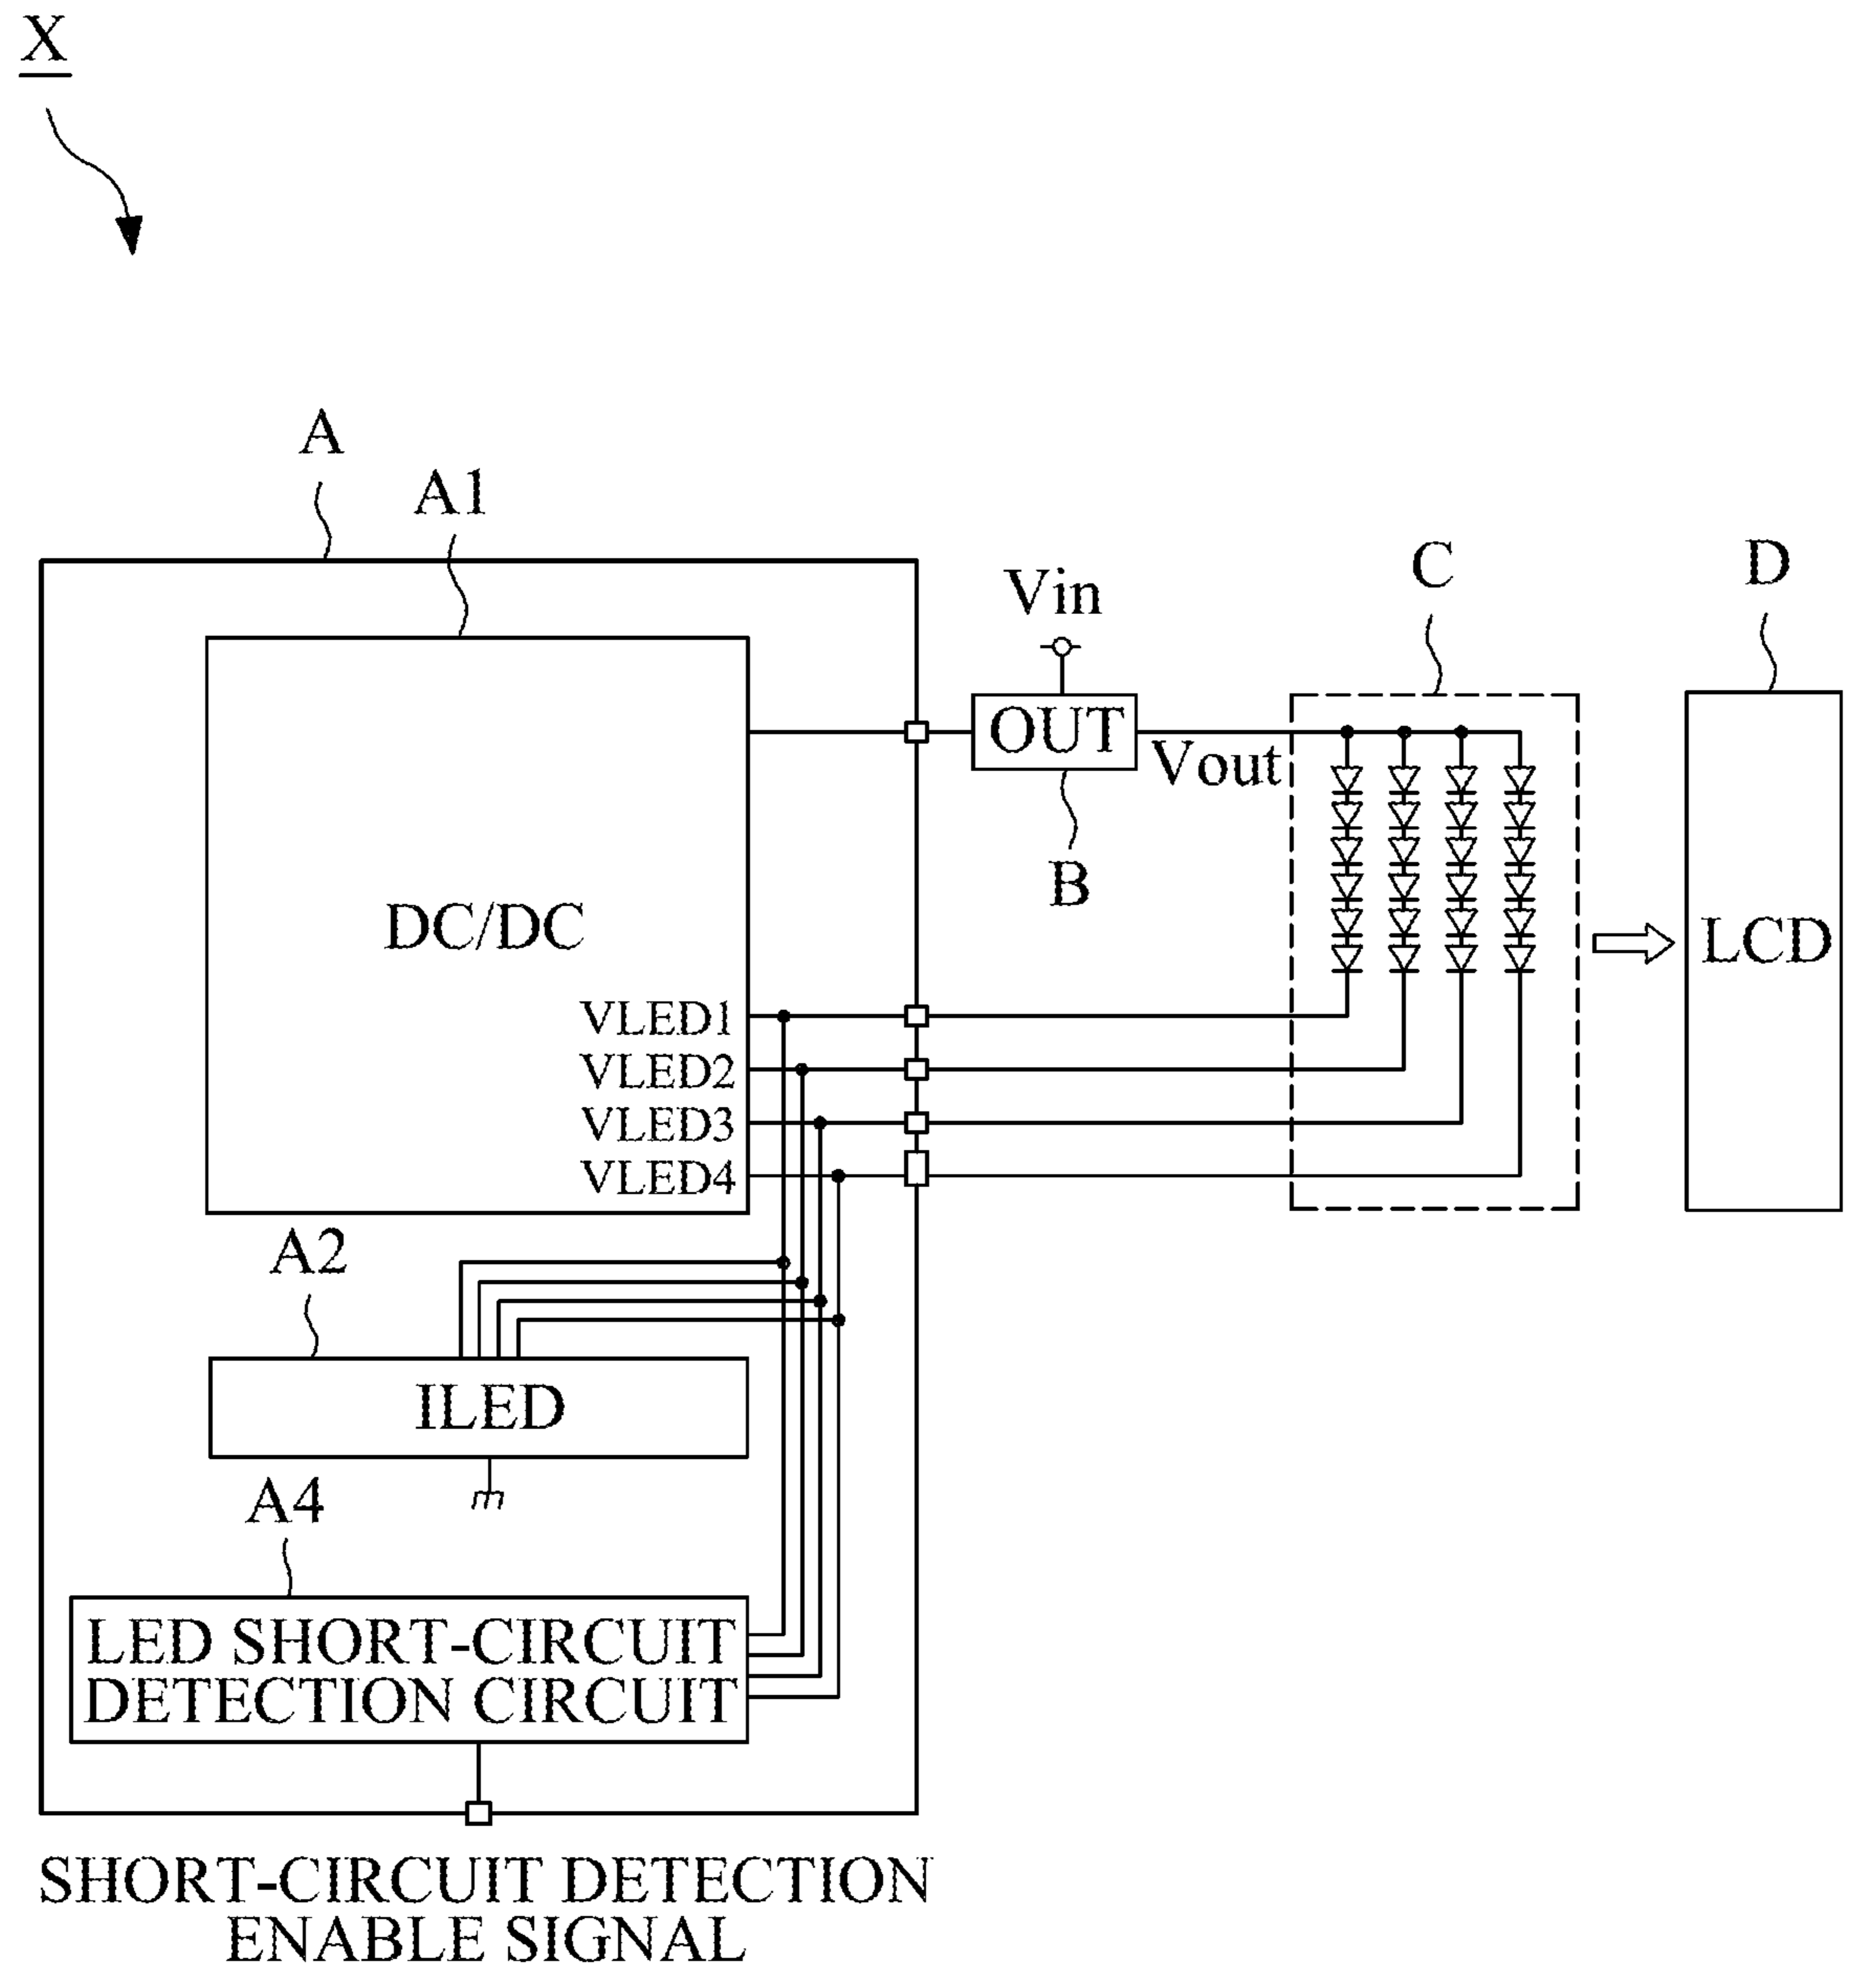 X
A
A1
Vin
C
D
OUT
Vout
B
DC/DC
LCD
VLED1
VLED2
VLED3
VLED4
A2
ILED
A4
LED SHORT-CIRCUIT
DETECTION CIRCUIT
SHORT-CIRCUIT DETECTION
ENABLE SIGNAL